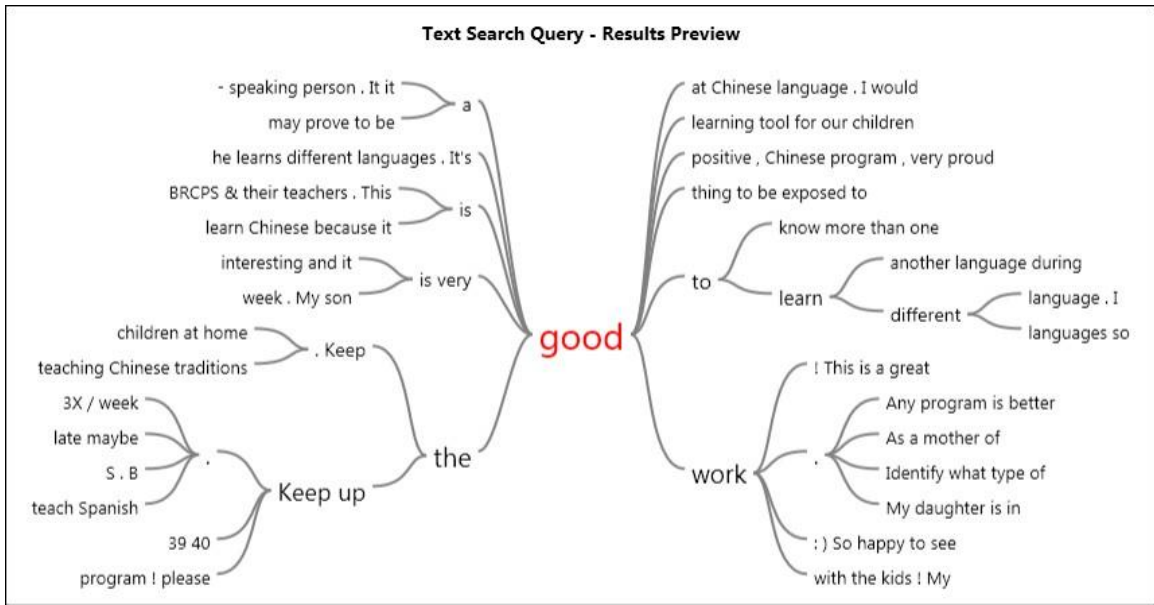 Text Search Query - Results Preview
- speaking person . It it
may prove to be
a
he learns different languages . It's
BRCPS & their teachers . This
learn Chinese because it
is
interesting and it
week . My son
is very
children at home
teaching Chinese traditions
. Keep
3X / week
late maybe
S . B
teach Spanish
.
39 40
program ! please
Keep up
the
good
at Chinese language . I would
learning tool for our children
positive , Chinese program , very proud
thing to be exposed to
to
know more than one
learn
another language during
different
language . I
languages so
work
! This is a great
.
Any program is better
As a mother of
Identify what type of
My daughter is in
: ) So happy to see
with the kids ! My